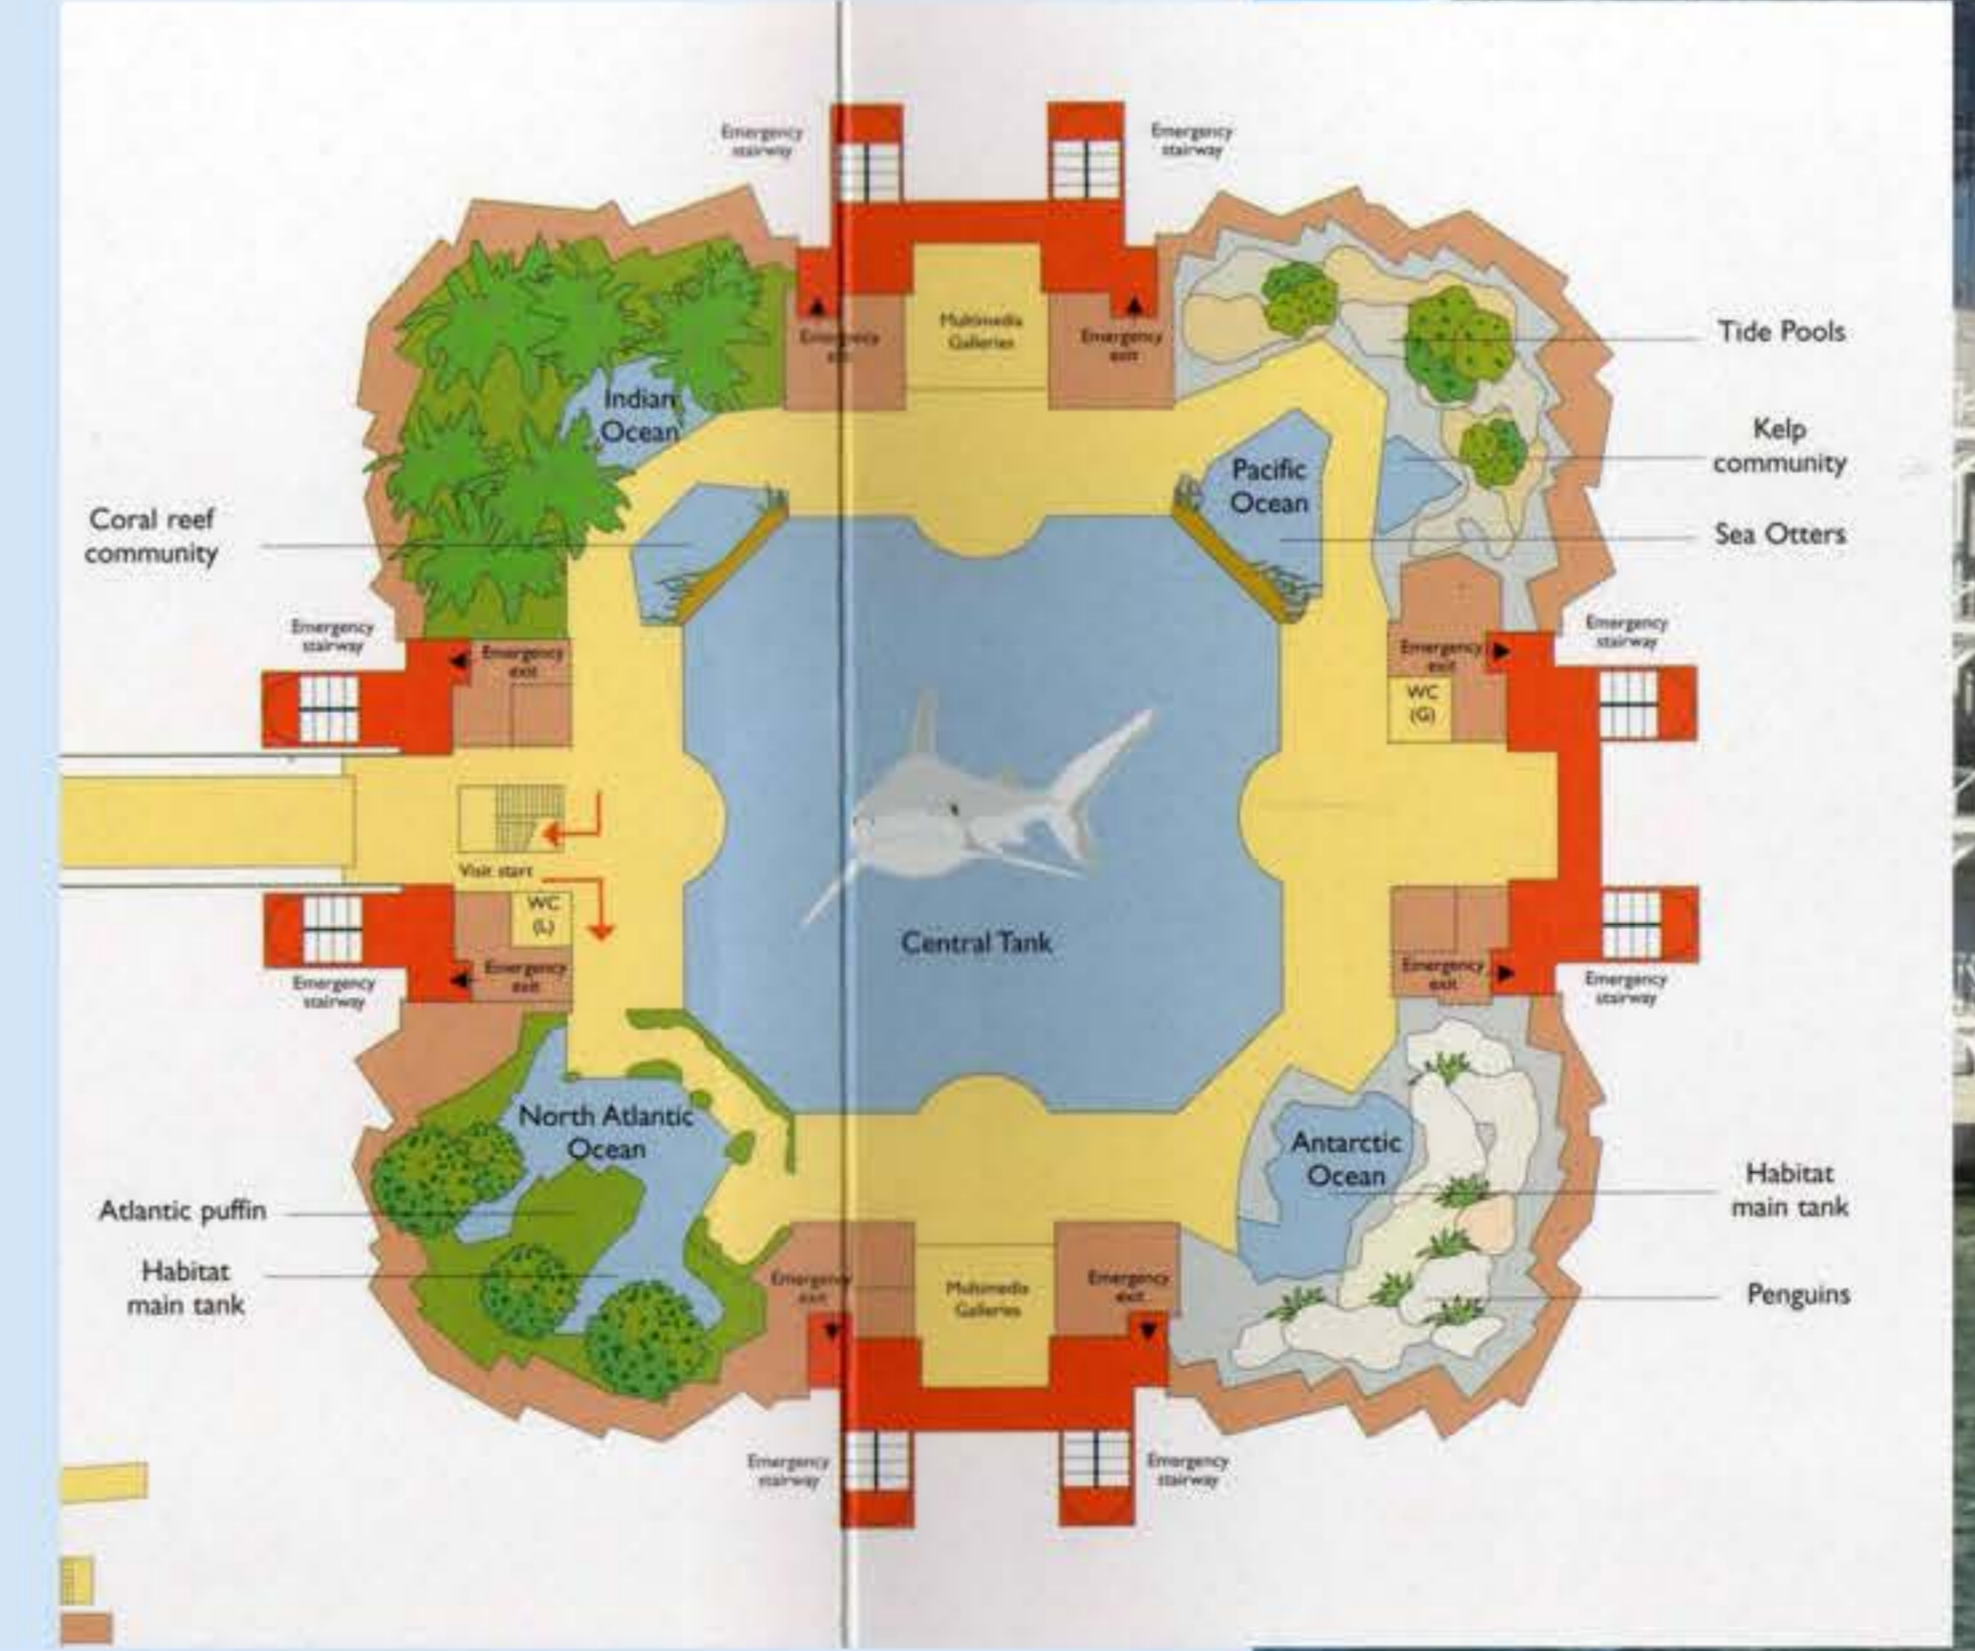 Emergency
stairway
Emergency
stairway
Multimedia
Galleries
Emergency
exit
Emergency
exit
Tide Pools
Indian
Ocean
Kelp
community
Pacific
Ocean
Coral reef
community
Sea Otters
Emergency
stairway
Emergency
exit
Emergency
exit
Emergency
stairway
WC
(G)
Visit start
WC
(L)
Central Tank
Emergency
exit
Emergency
stairway
Emergency
exit
Emergency
stairway
North Atlantic
Ocean
Antarctic
Ocean
Atlantic puffin
Habitat
main tank
Habitat
main tank
Penguins
Emergency
exit
Multimedia
Galleries
Emergency
exit
Emergency
stairway
Emergency
stairway